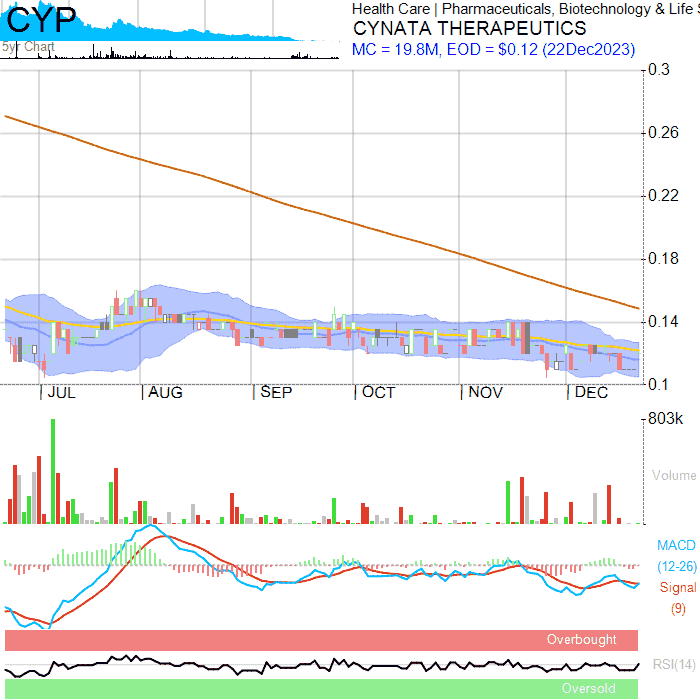 CYP
5yr Chart
Health Care | Pharmaceuticals, Biotechnology & Life S
CYNATA THERAPEUTICS
MC = 19.8M, EOD = $0.12 (22Dec2023)
0.3
0.26
0.22
0.18
0.14
0.1
| JUL | AUG | SEP | OCT | NOV | DEC
803k
Volume
MACD
(12-26)
Signal
(9)
Overbought
RSI(14)
Oversold